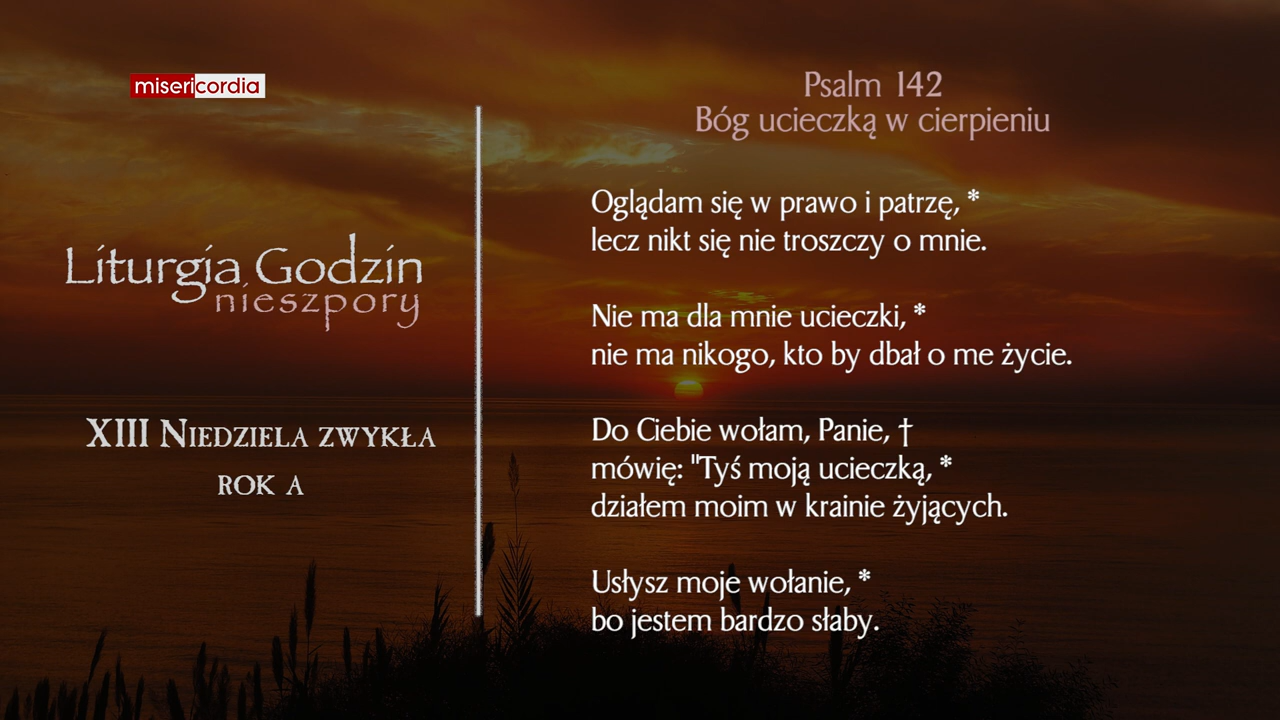 misericordia
Liturgia Godzin
nieszpory
XIII Niedziela zwykła
rok A
Psalm 142
Bóg ucieczką w cierpieniu
Oglądam się w prawo i patrzę, *
lecz nikt się nie troszczy o mnie.
Nie ma dla mnie ucieczki, *
nie ma nikogo, kto by dbał o me życie.
Do Ciebie wołam, Panie, †
mówię: "Tyś moją ucieczką, *
działem moim w krainie żyjących.
Usłysz moje wołanie, *
bo jestem bardzo słaby.